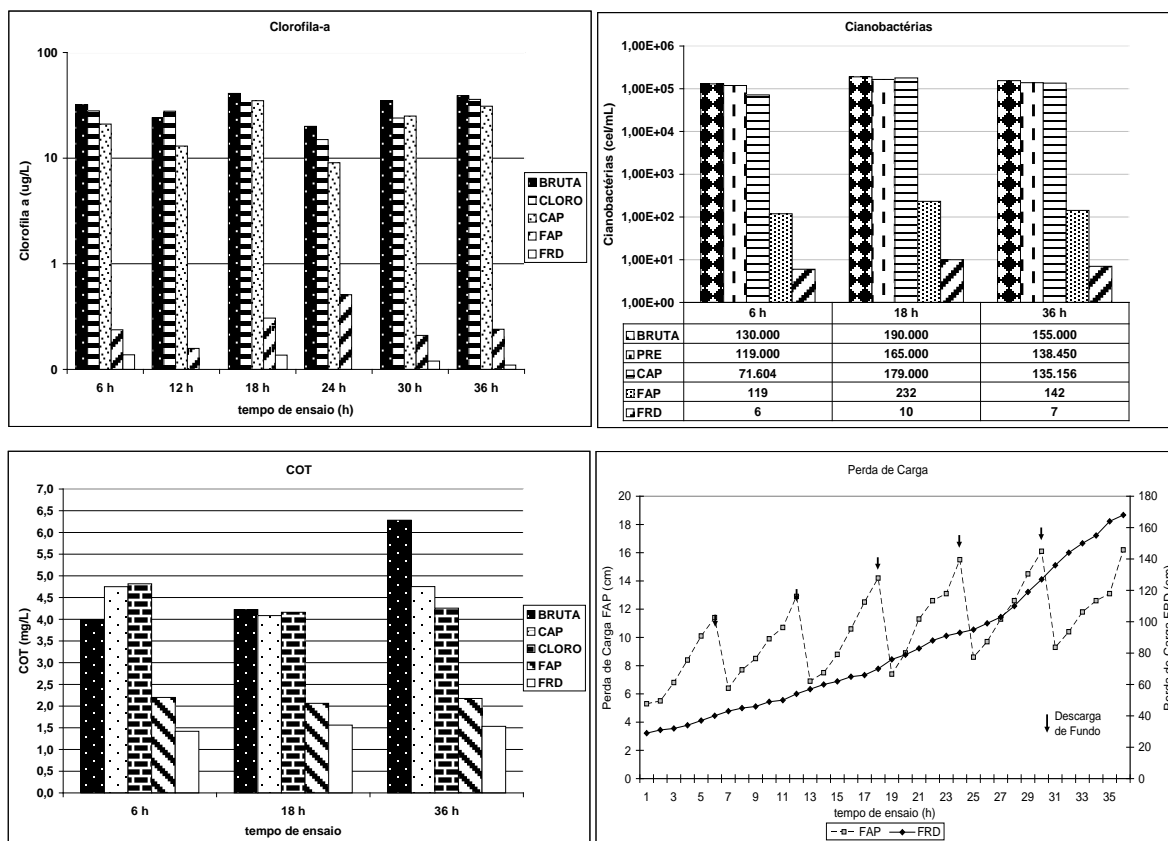 Clorofila-a
100
10
1
0
Clorofila a (ug/L)
6 h 12 h 18 h 24 h 30 h 36 h
tempo de ensaio (h)
BRUTA
CLORO
CAP
FAP
FRD
Cianobactérias
1,00E+06
1,00E+05
1,00E+04
1,00E+03
1,00E+02
1,00E+01
1,00E+00
Cianobactérias (cel/mL)
6 h 18 h 36 h
BRUTA 130.000 190.000 155.000
PRE 119.000 165.000 138.450
CAP 71.604 179.000 135.156
FAP 119 232 142
FRD 6 10 7
COT
7,0
6,5
6,0
5,5
5,0
4,5
4,0
3,5
3,0
2,5
2,0
1,5
1,0
0,5
0,0
COT (mg/L)
6 h 18 h 36 h
tempo de ensaio
BRUTA
CAP
CLORO
FAP
FRD
Perda de Carga
20
18
16
14
12
10
8
6
4
2
0
Perda de Carga FAP (cm)
180
160
140
120
100
80
60
40
20
0
Perda de Carga FRD (cm)
Descarga
de Fundo
1 3 5 7 9 11 13 15 17 19 21 23 25 27 29 31 33 35
tempo de ensaio (h)
FAP FRD